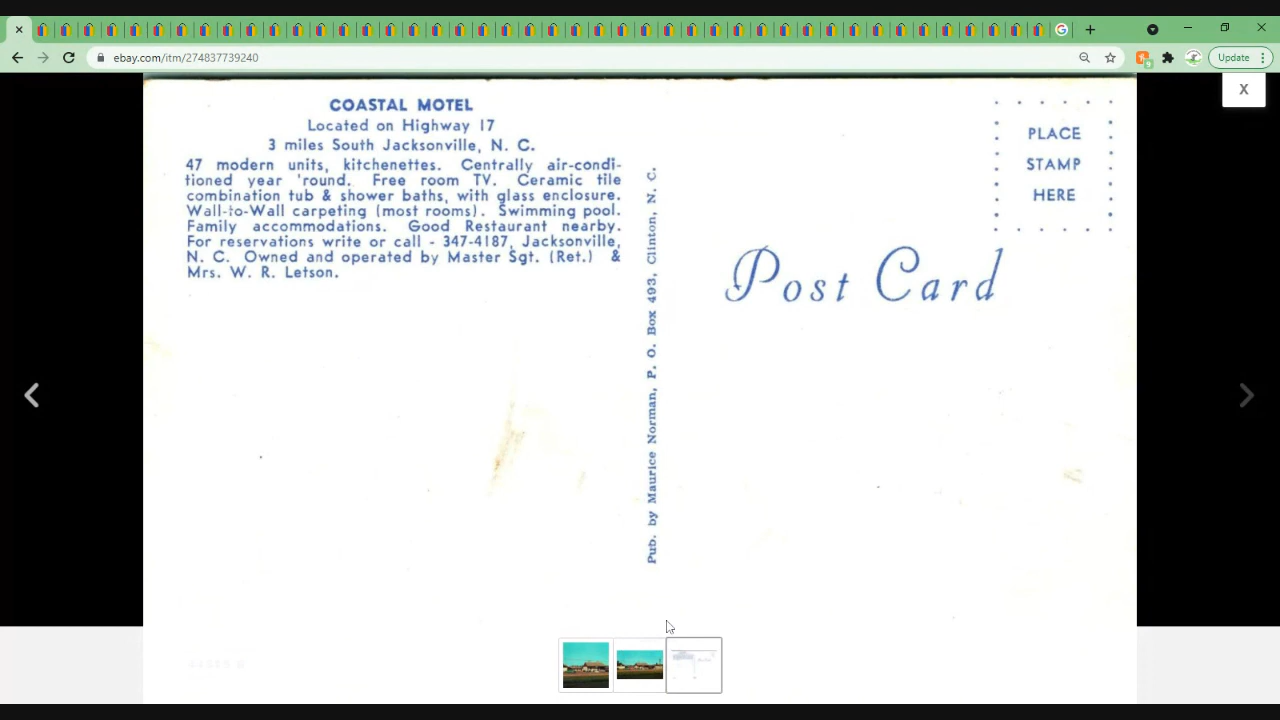 ebay.com/itm/274837739240
Update
X
COASTAL MOTEL
Located on Highway 17
3 miles South Jacksonville, N. C.
47 modern units, kitchenettes. Centrally air-condi-
tioned year 'round. Free room TV. Ceramic tile
combination tub & shower baths, with glass enclosure.
Wall-to-Wall carpeting (most rooms). Swimming pool.
Family accommodations. Good Restaurant nearby.
For reservations write or call - 347-4187, Jacksonville,
N. C. Owned and operated by Master Sgt. (Ret.) &
Mrs. W. R. Letson.
Pub. by Maurice Norman, P. O. Box 493, Clinton, N. C.
PLACE
STAMP
HERE
Post Card